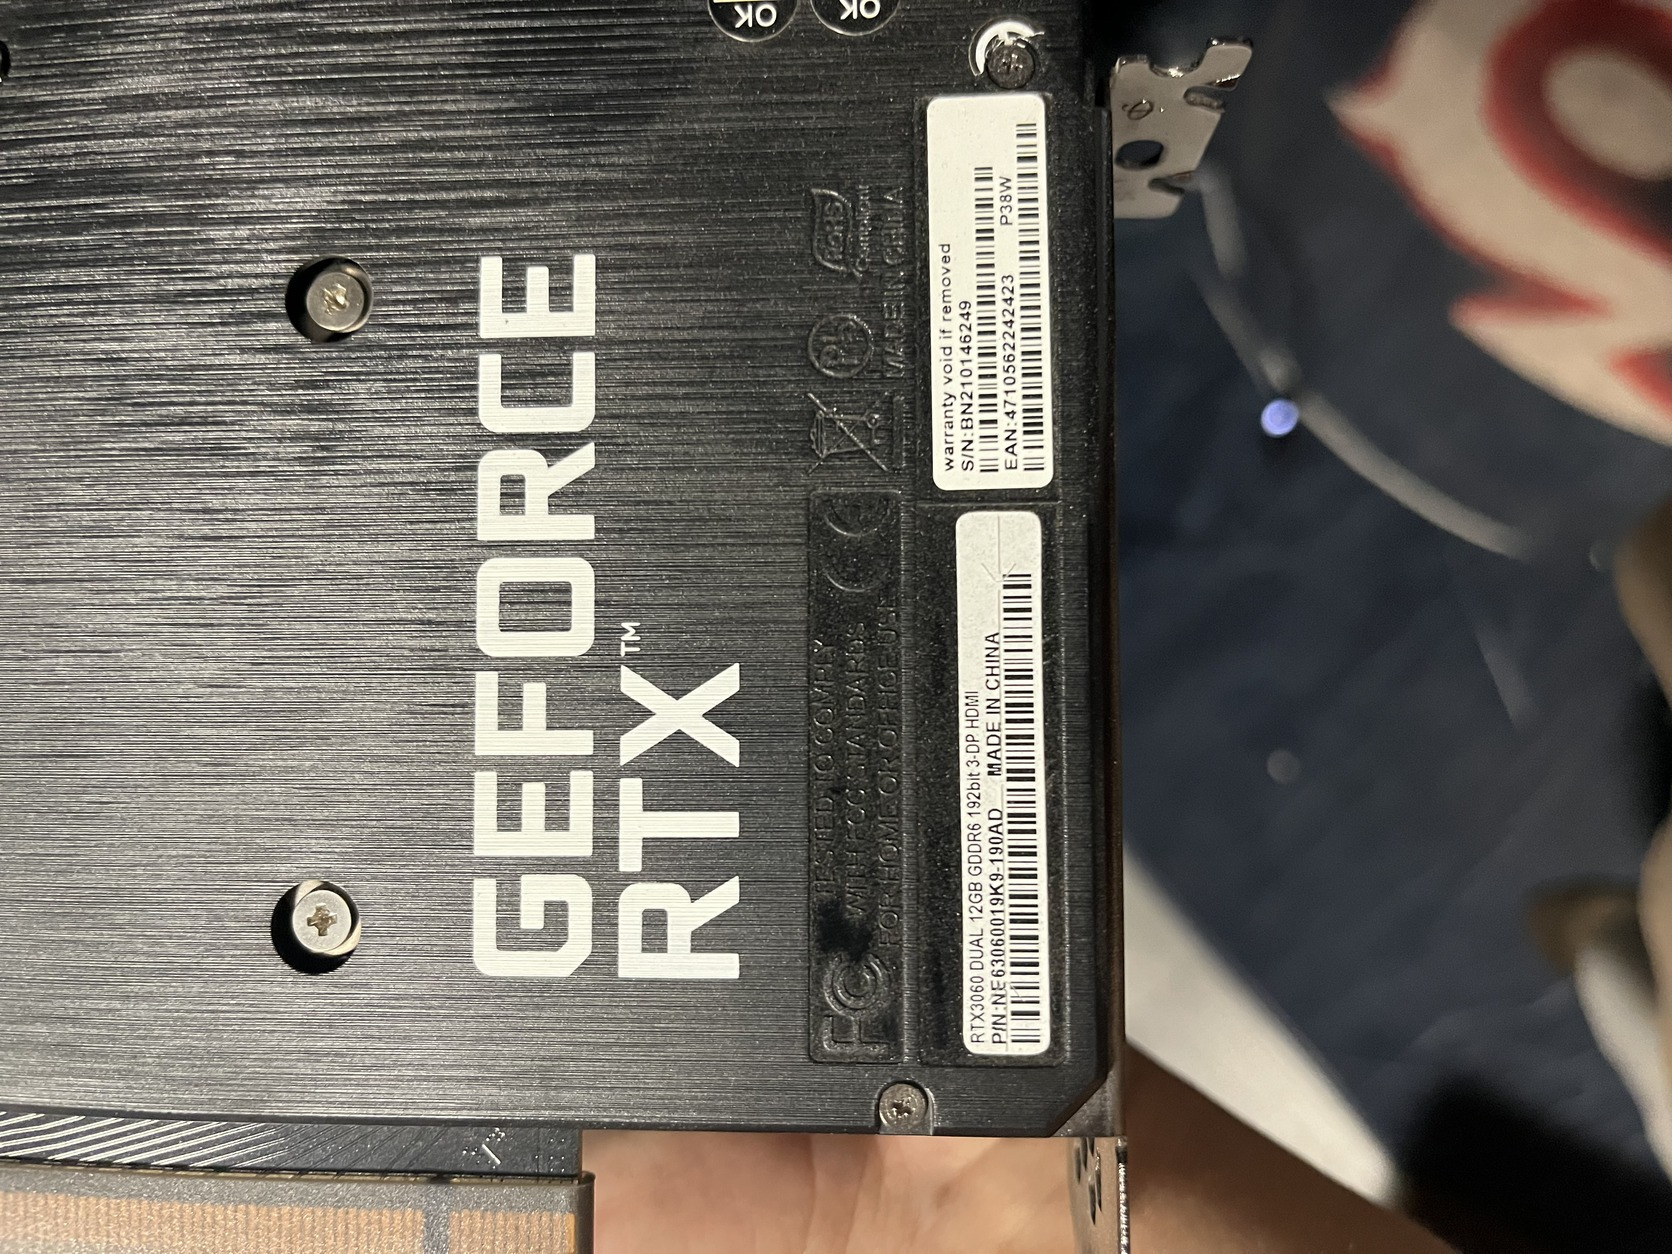 OK
OK
GEFORCE
RTX™
TESTED TO COMPLY
WITH FCC STANDARDS
FOR HOME OR OFFICE USE
FC
CE
MADE IN CHINA
warranty void if removed
S/N:BN210146249
EAN:4710562242423 P38W
RTX3060 DUAL 12GB GDDR6 192bit 3-DP HDMI
P/N:NE63060019K9-190AD MADE IN CHINA